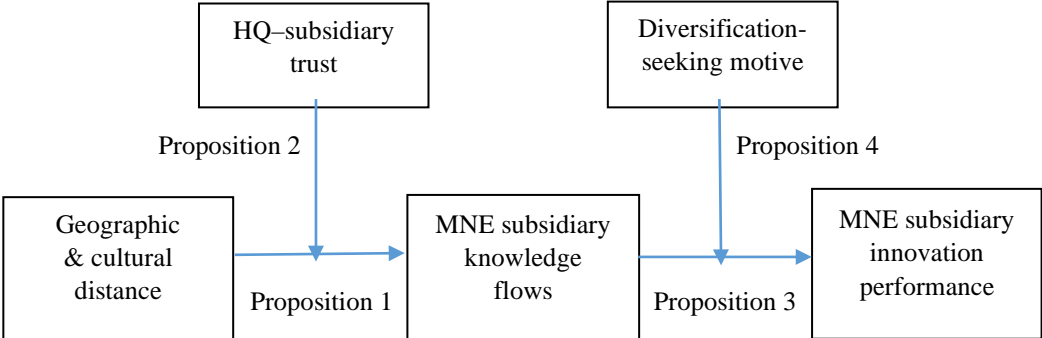 HQ–subsidiary
trust
Diversification-
seeking motive
Proposition 2
Proposition 4
Geographic
& cultural
distance
MNE subsidiary
knowledge
flows
MNE subsidiary
innovation
performance
Proposition 1
Proposition 3